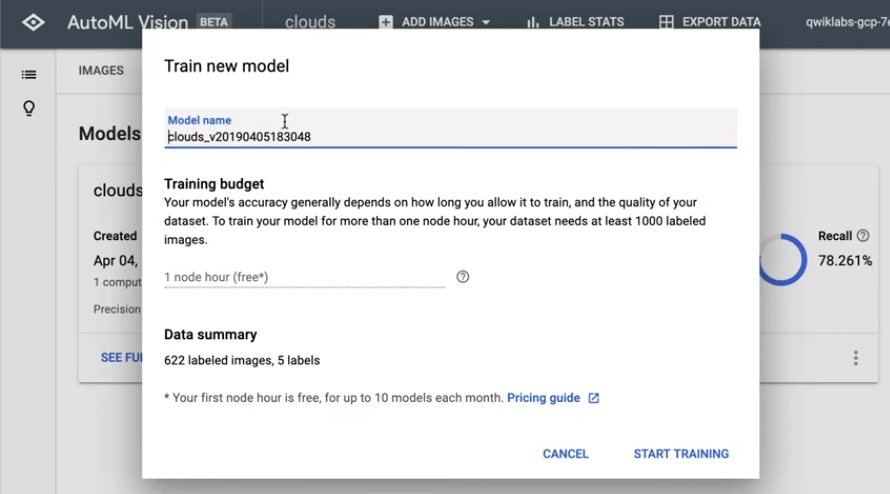 AutoML Vision BETA clouds ADD IMAGES LABEL STATS EXPORT DATA
IMAGES
Models
clouds
Created
Apr 04,
1 comput
Precision
SEE FUL
Train new model
Model name
clouds_v20190405183048
Training budget
Your model's accuracy generally depends on how long you allow it to train, and the quality of your
dataset. To train your model for more than one node hour, your dataset needs at least 1000 labeled
images.
1 node hour (free*)
Data summary
622 labeled images, 5 labels
* Your first node hour is free, for up to 10 models each month. Pricing guide
CANCEL START TRAINING
Recall
78.261%